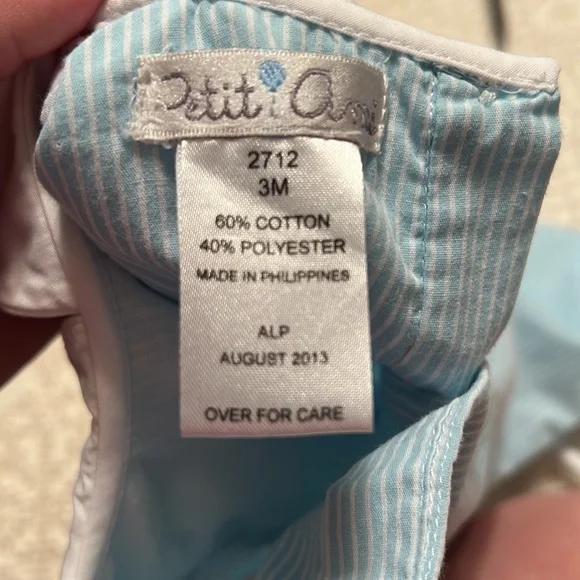 Petit Ami
2712
3M
60% COTTON
40% POLYESTER
MADE IN PHILIPPINES
ALP
AUGUST 2013
OVER FOR CARE